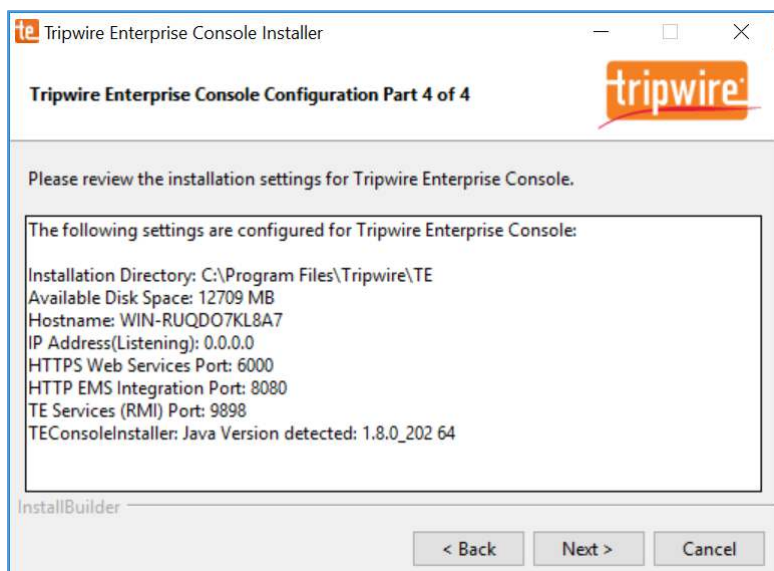 te Tripwire Enterprise Console Installer
Tripwire Enterprise Console Configuration Part 4 of 4
tripwire
Please review the installation settings for Tripwire Enterprise Console.
The following settings are configured for Tripwire Enterprise Console:
Installation Directory: C:\Program Files\Tripwire\TE
Available Disk Space: 12709 MB
Hostname: WIN-RUQDO7KL8A7
IP Address(Listening): 0.0.0.0
HTTPS Web Services Port: 6000
HTTP EMS Integration Port: 8080
TE Services (RMI) Port: 9898
TEConsoleInstaller: Java Version detected: 1.8.0_202 64
InstallBuilder
< Back Next > Cancel